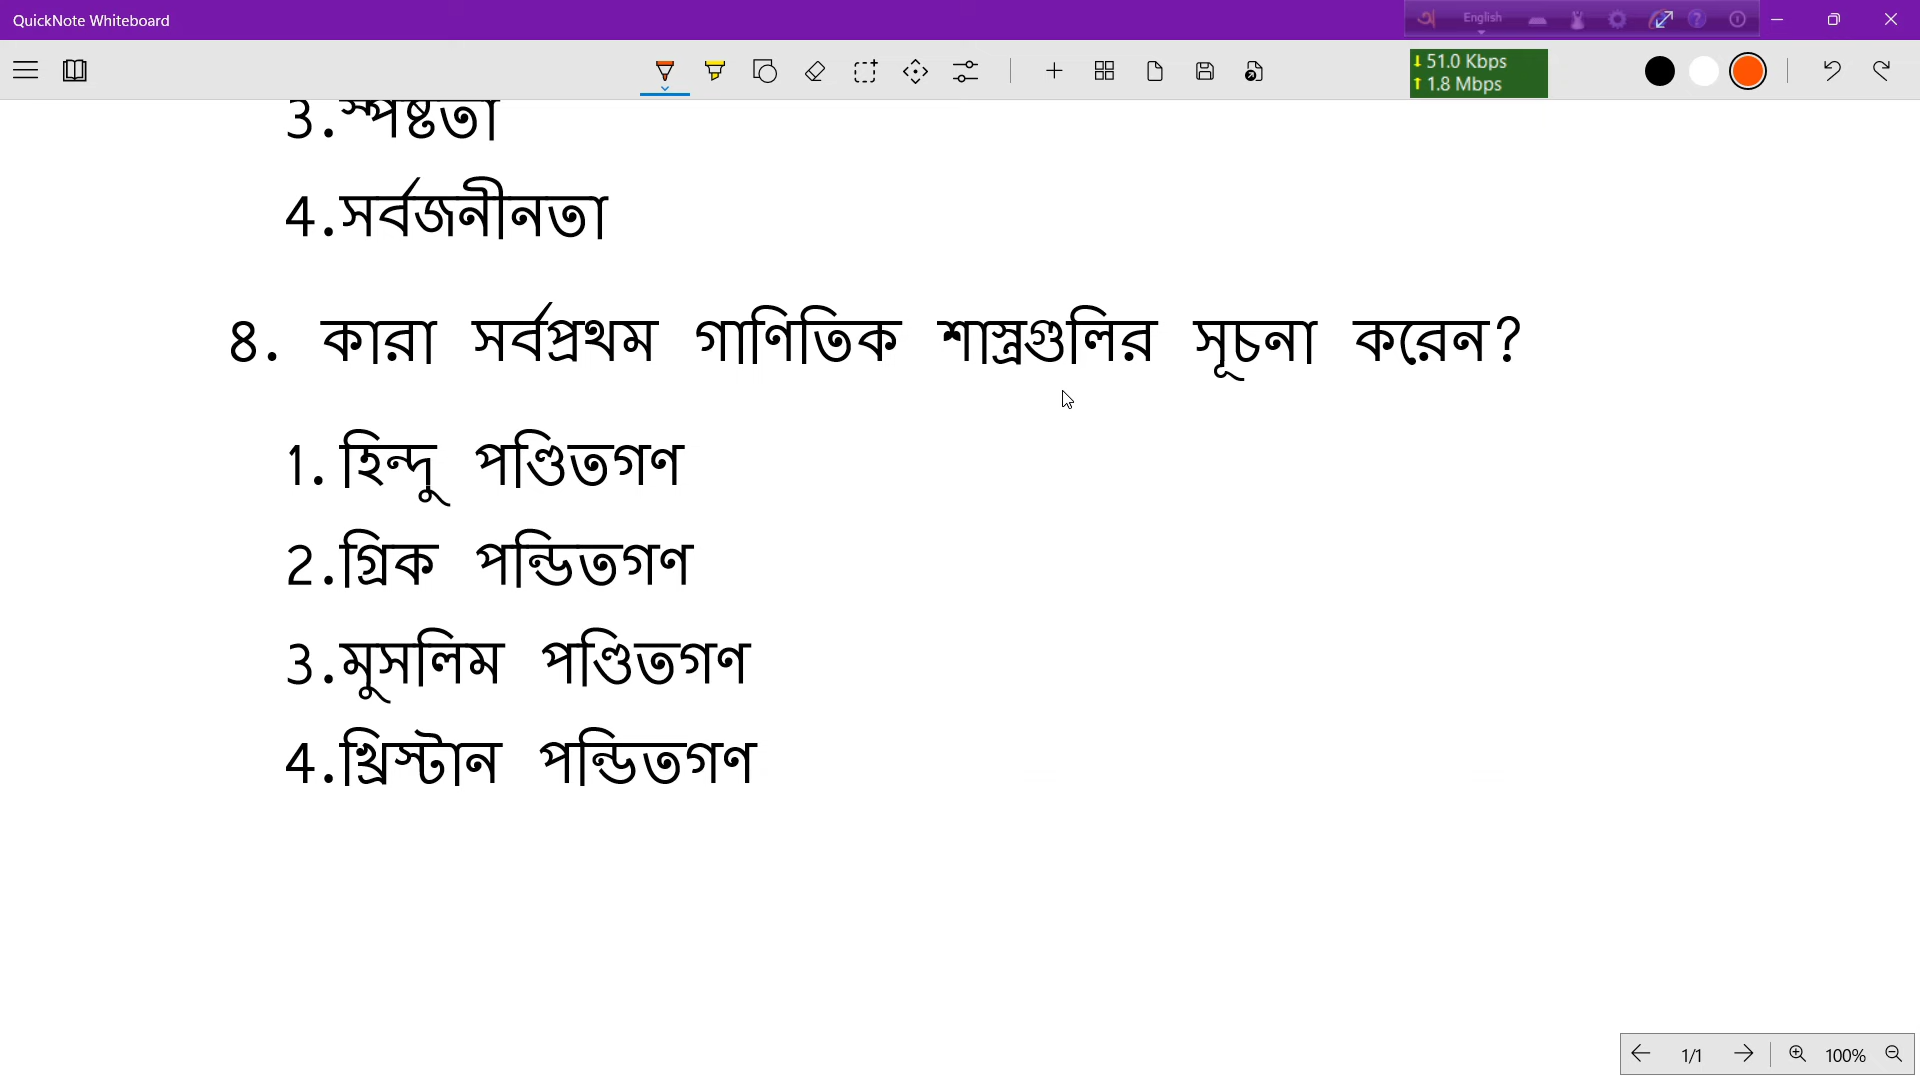 QuickNote Whiteboard
English
51.0 Kbps
1.8 Mbps
3.স্পষ্টতা
4.সর্বজনীনতা
8. কারা সর্বপ্রথম গাণিতিক শাস্ত্রগুলির সূচনা করেন?
1.হিন্দু পণ্ডিতগণ
2.গ্রিক পন্ডিতগণ
3.মুসলিম পণ্ডিতগণ
4.খ্রিস্টান পন্ডিতগণ
1/1 100%